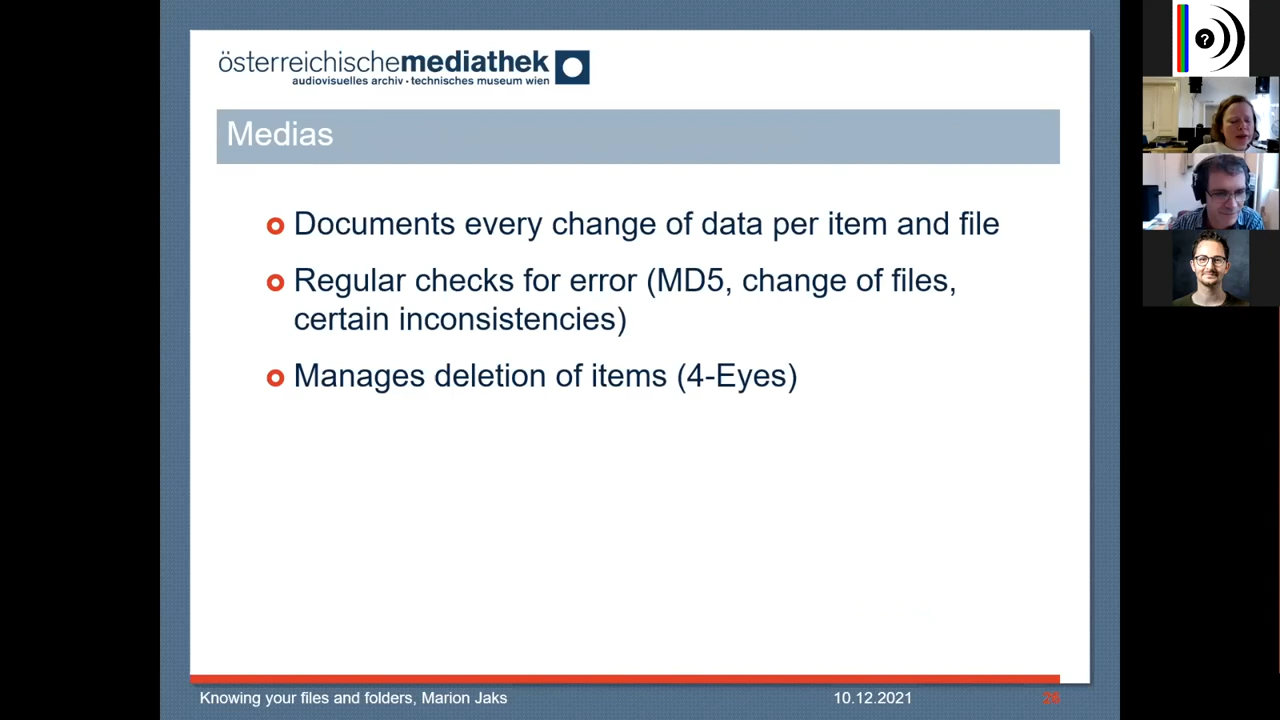 österreichischemediathek
audiovisuelles archiv · technisches museum wien
Medias
Documents every change of data per item and file
Regular checks for error (MD5, change of files,
certain inconsistencies)
Manages deletion of items (4-Eyes)
Knowing your files and folders, Marion Jaks
10.12.2021
26
?